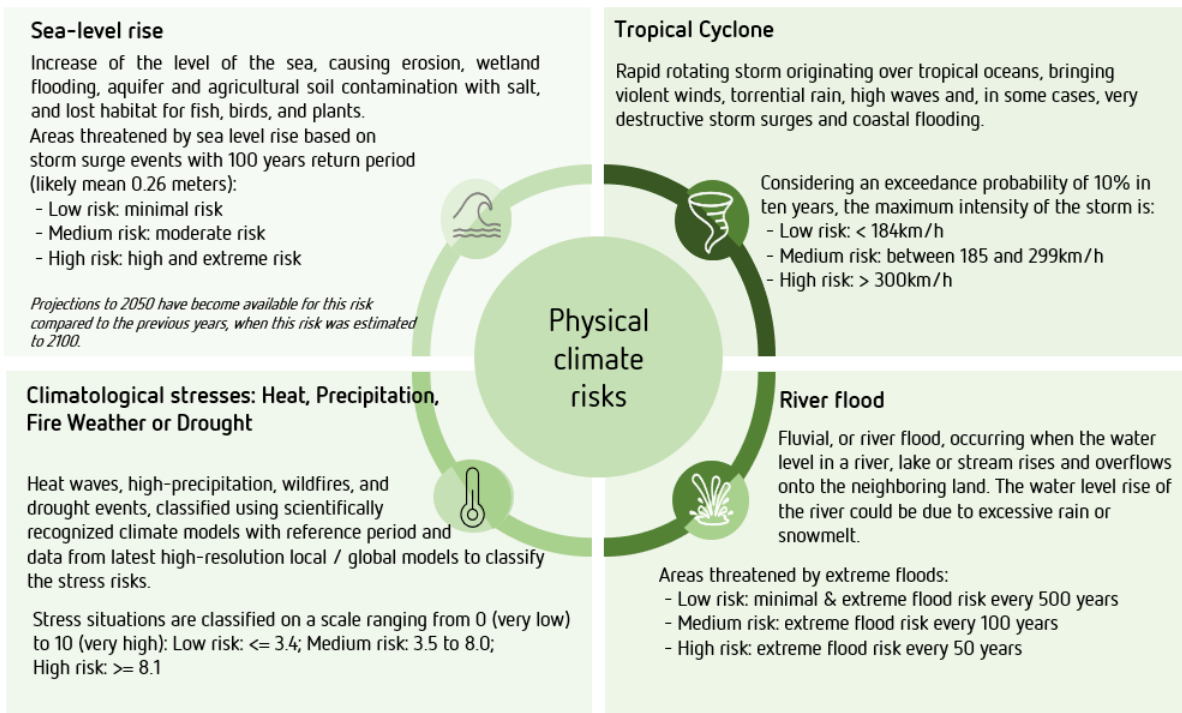 Sea-level rise
Increase of the level of the sea, causing erosion, wetland
flooding, aquifer and agricultural soil contamination with salt,
and lost habitat for fish, birds, and plants.
Areas threatened by sea level rise based on
storm surge events with 100 years return period
(likely mean 0.26 meters):
- Low risk: minimal risk
- Medium risk: moderate risk
- High risk: high and extreme risk
Projections to 2050 have become available for this risk
compared to the previous years, when this risk was estimated
to 2100.
Tropical Cyclone
Rapid rotating storm originating over tropical oceans, bringing
violent winds, torrential rain, high waves and, in some cases, very
destructive storm surges and coastal flooding.
Considering an exceedance probability of 10% in
ten years, the maximum intensity of the storm is:
- Low risk: < 184km/h
- Medium risk: between 185 and 299km/h
- High risk: > 300km/h
Physical
climate
risks
Climatological stresses: Heat, Precipitation,
Fire Weather or Drought
Heat waves, high-precipitation, wildfires, and
drought events, classified using scientifically
recognized climate models with reference period and
data from latest high-resolution local / global models to classify
the stress risks.
Stress situations are classified on a scale ranging from 0 (very low)
to 10 (very high): Low risk: <= 3.4; Medium risk: 3.5 to 8.0;
High risk: >= 8.1
River flood
Fluvial, or river flood, occurring when the water
level in a river, lake or stream rises and overflows
onto the neighboring land. The water level rise of
the river could be due to excessive rain or
snowmelt.
Areas threatened by extreme floods:
- Low risk: minimal & extreme flood risk every 500 years
- Medium risk: extreme flood risk every 100 years
- High risk: extreme flood risk every 50 years